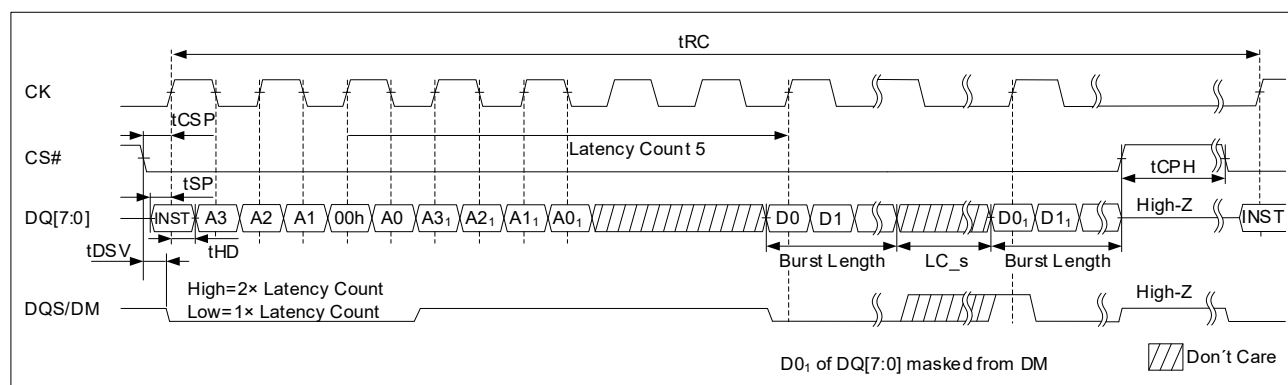 tRC
CK
tCSP
Latency Count 5
CS#
tCPH
tSP
DQ[7:0] INST A3 A2 A1 00h A0 A3₁ A2₁ A1₁ A0₁ D0 D1 D0₁ D1₁ High-Z INST
tDSV tHD
Burst Length LC_s Burst Length
High=2× Latency Count
Low=1× Latency Count
DQS/DM High-Z
D0₁ of DQ[7:0] masked from DM Don´t Care